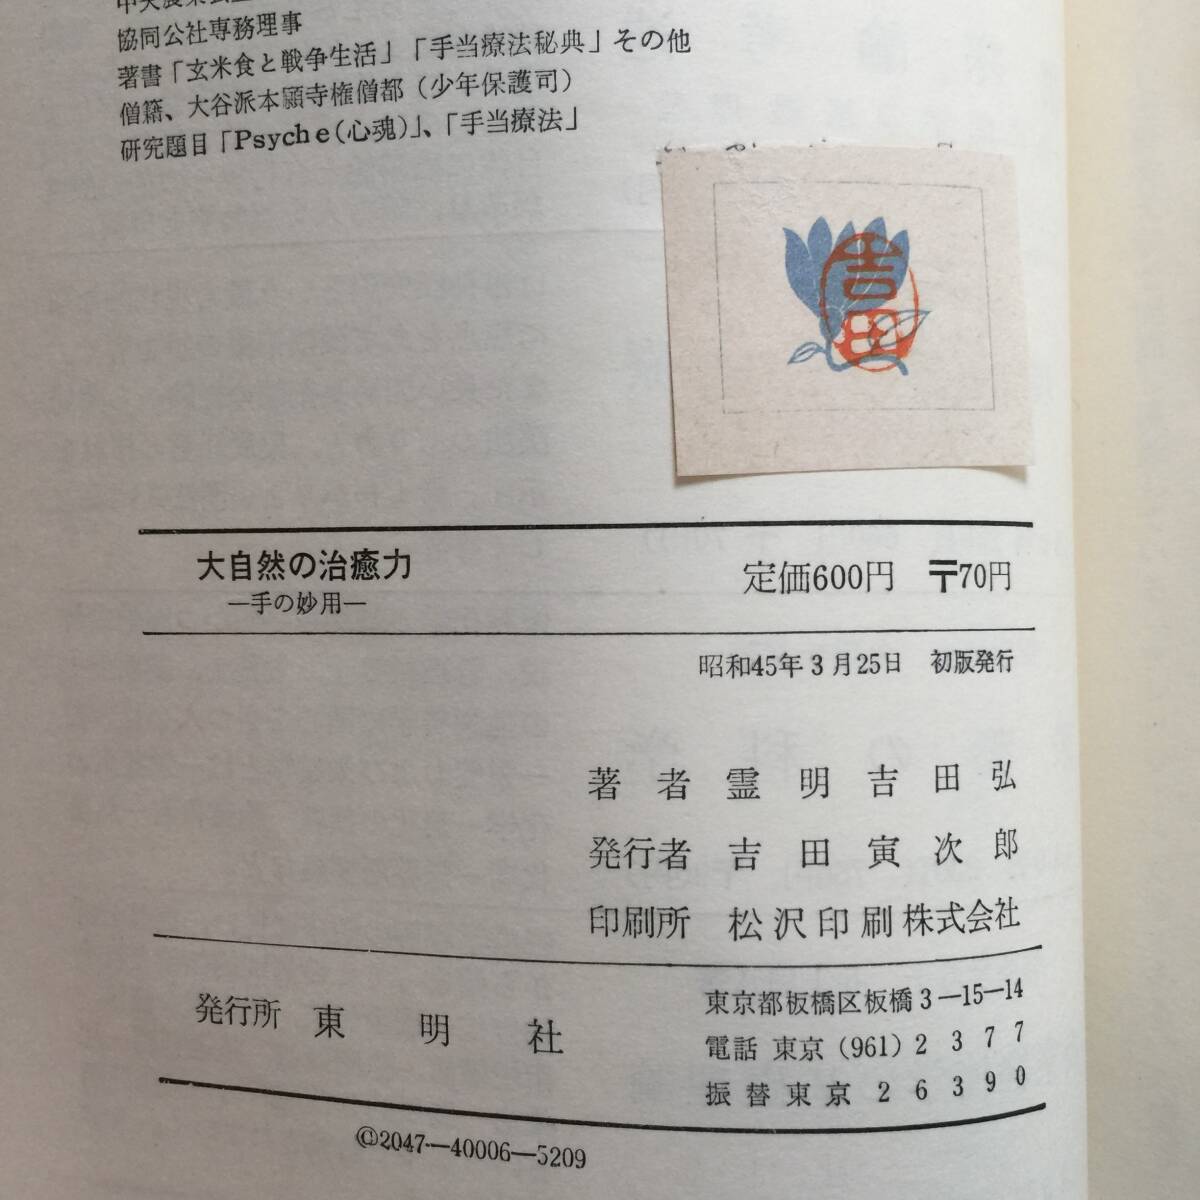 協同公社専務理事
著書「玄米食と戦争生活」「手当療法秘典」その他
僧籍、大谷派本願寺権僧都（少年保護司）
研究題目「Psyche（心魂）」、「手当療法」
吉田
大自然の治癒力
―手の妙用―
定価600円 〒70円
昭和45年3月25日 初版発行
著者 霊明吉田弘
発行者 吉田寅次郎
印刷所 松沢印刷株式会社
発行所 東明社
東京都板橋区板橋3―15―14
電話 東京（961）2377
振替東京26390
©2047―40006―5209